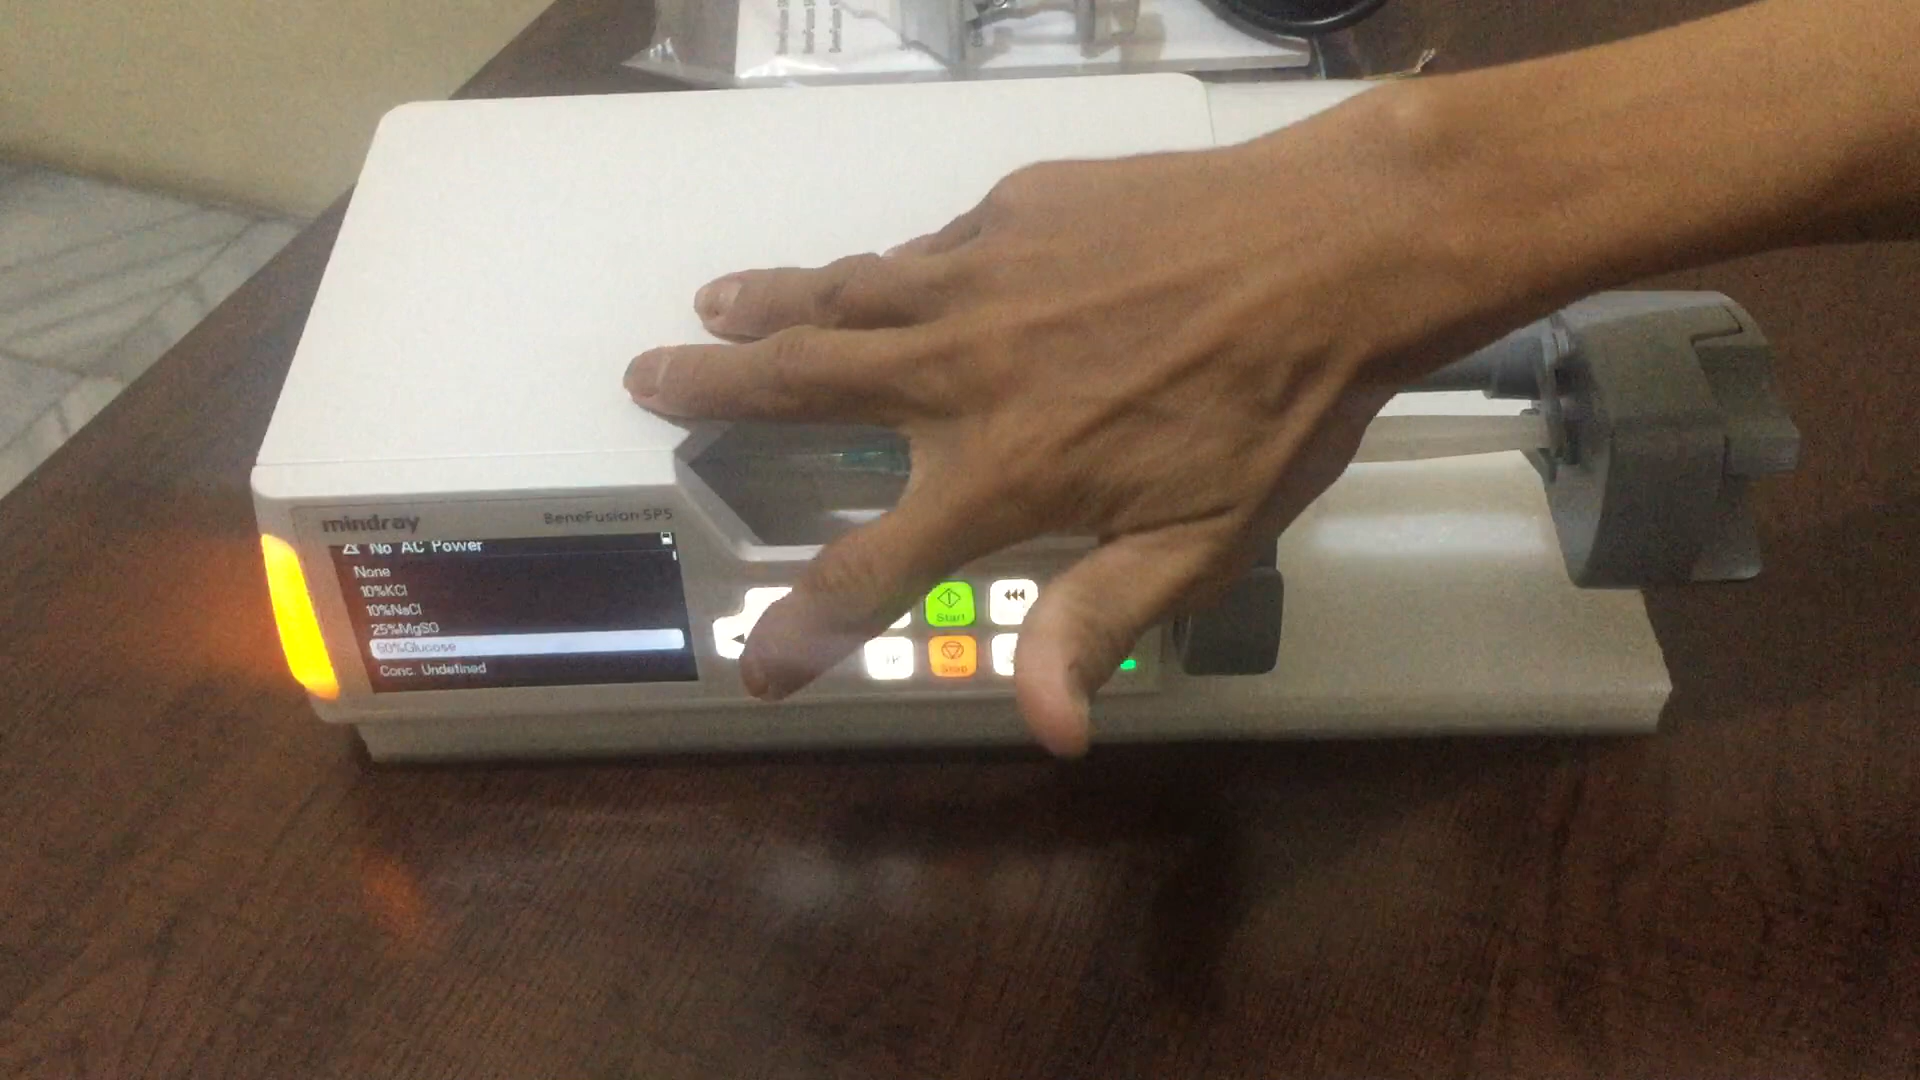 mindray
BeneFusion SP5
No AC Power
None
10%KCl
10%NaCl
25%MgSO
50%Glucose
Conc. Undefined
Start
Stop